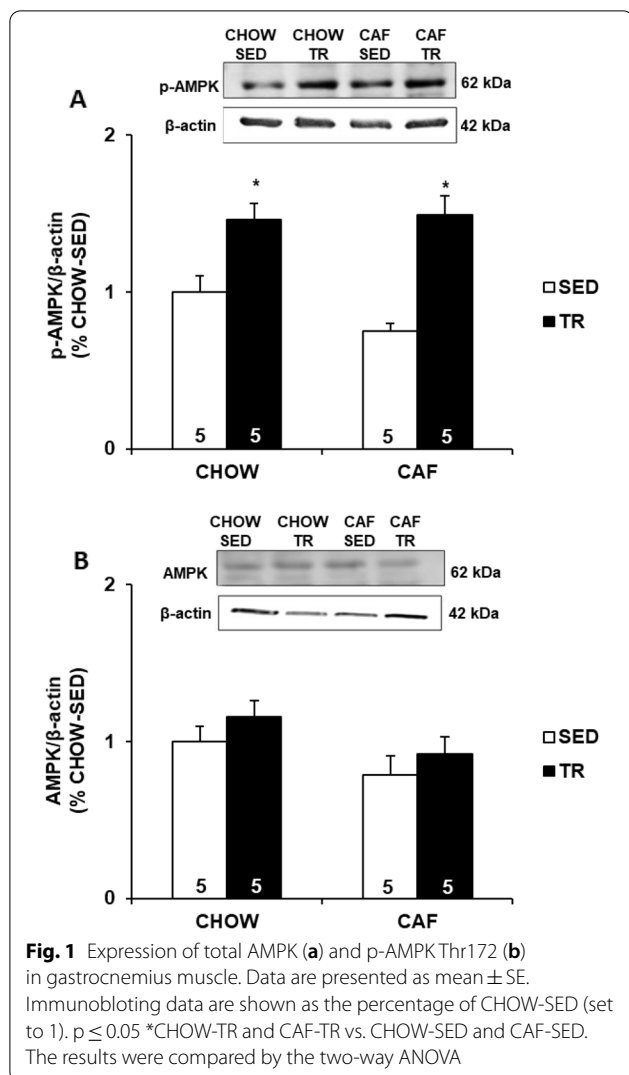 CHOW CHOW CAF CAF
SED TR SED TR
p-AMPK 62 kDa
A
β-actin 42 kDa
2
* *
p-AMPK/β-actin
(% CHOW-SED)
1
SED
TR
5 5 5 5
0
CHOW CAF
CHOW CHOW CAF CAF
SED TR SED TR
B
AMPK 62 kDa
2
β-actin 42 kDa
AMPK/β-actin
(% CHOW-SED)
1
SED
TR
5 5 5 5
0
CHOW CAF
Fig. 1 Expression of total AMPK (a) and p-AMPK Thr172 (b)
in gastrocnemius muscle. Data are presented as mean ± SE.
Immunobloting data are shown as the percentage of CHOW-SED (set
to 1). p ≤ 0.05 *CHOW-TR and CAF-TR vs. CHOW-SED and CAF-SED.
The results were compared by the two-way ANOVA